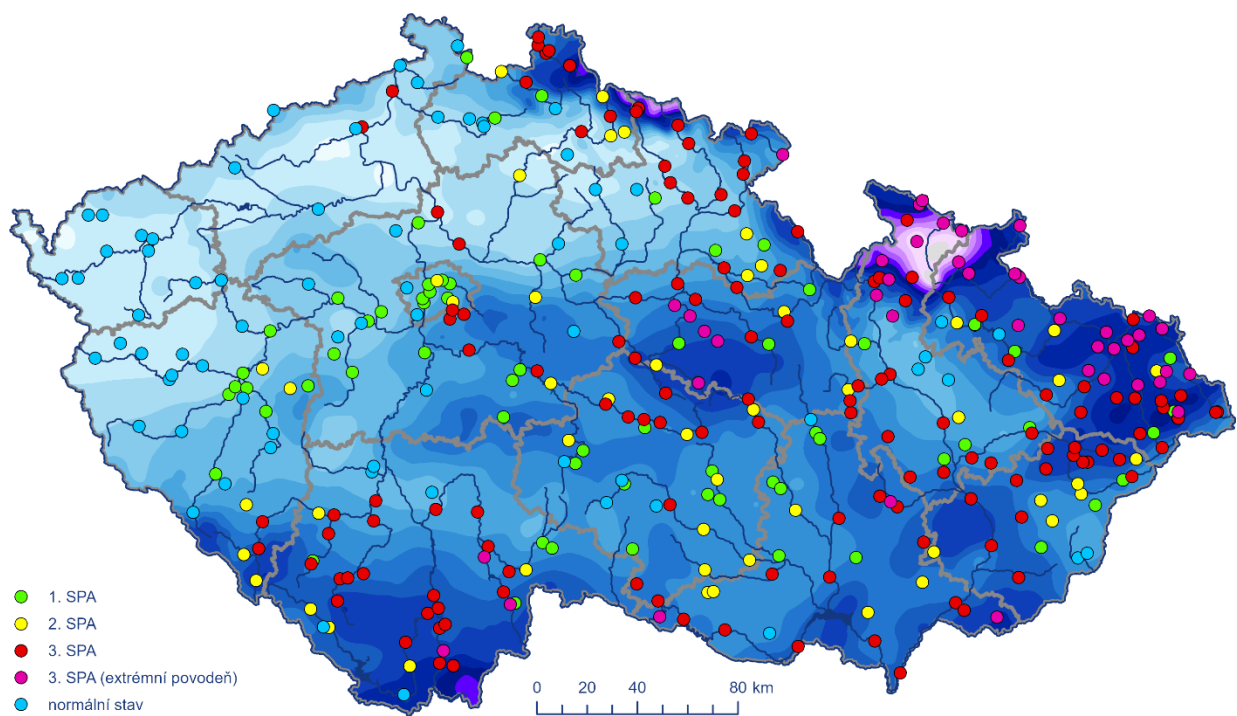 1. SPA
2. SPA
3. SPA
3. SPA (extrémní povodeň)
normální stav
0 20 40 80 km